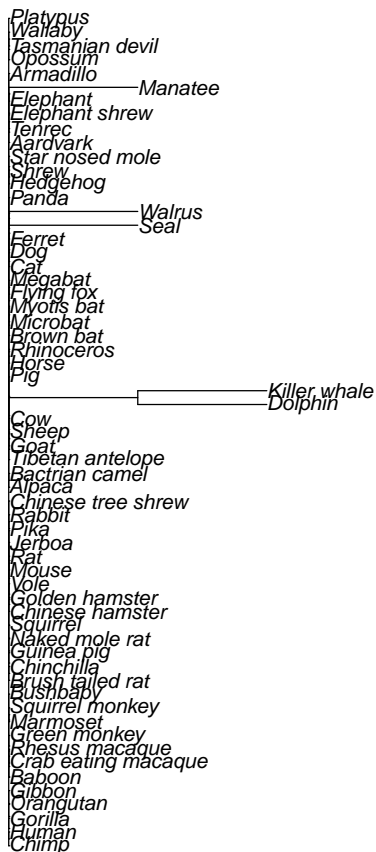 Platypus
Wallaby
Tasmanian devil
Opossum
Armadillo
Manatee
Elephant
Elephant shrew
Tenrec
Aardvark
Star nosed mole
Shrew
Hedgehog
Panda
Walrus
Seal
Ferret
Dog
Cat
Megabat
Flying fox
Myotis bat
Microbat
Brown bat
Rhinoceros
Horse
Pig
Killer whale
Dolphin
Cow
Sheep
Goat
Tibetan antelope
Bactrian camel
Alpaca
Chinese tree shrew
Rabbit
Pika
Jerboa
Rat
Mouse
Vole
Golden hamster
Chinese hamster
Squirrel
Naked mole rat
Guinea pig
Chinchilla
Brush tailed rat
Bushbaby
Squirrel monkey
Marmoset
Green monkey
Rhesus macaque
Crab eating macaque
Baboon
Gibbon
Orangutan
Gorilla
Human
Chimp